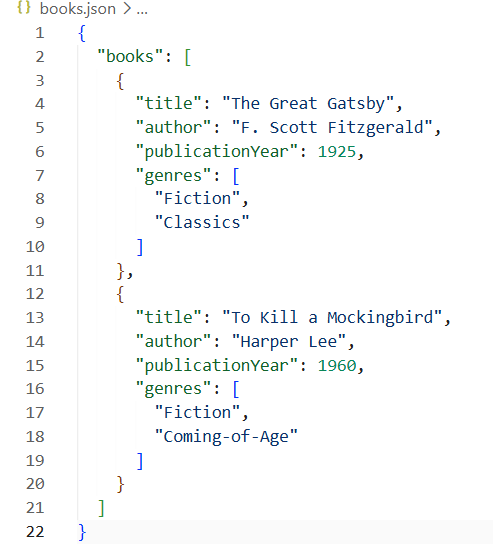 {} books.json > ...
1 {
2   "books": [
3     {
4       "title": "The Great Gatsby",
5       "author": "F. Scott Fitzgerald",
6       "publicationYear": 1925,
7       "genres": [
8         "Fiction",
9         "Classics"
10       ]
11     },
12     {
13       "title": "To Kill a Mockingbird",
14       "author": "Harper Lee",
15       "publicationYear": 1960,
16       "genres": [
17         "Fiction",
18         "Coming-of-Age"
19       ]
20     }
21   ]
22 }